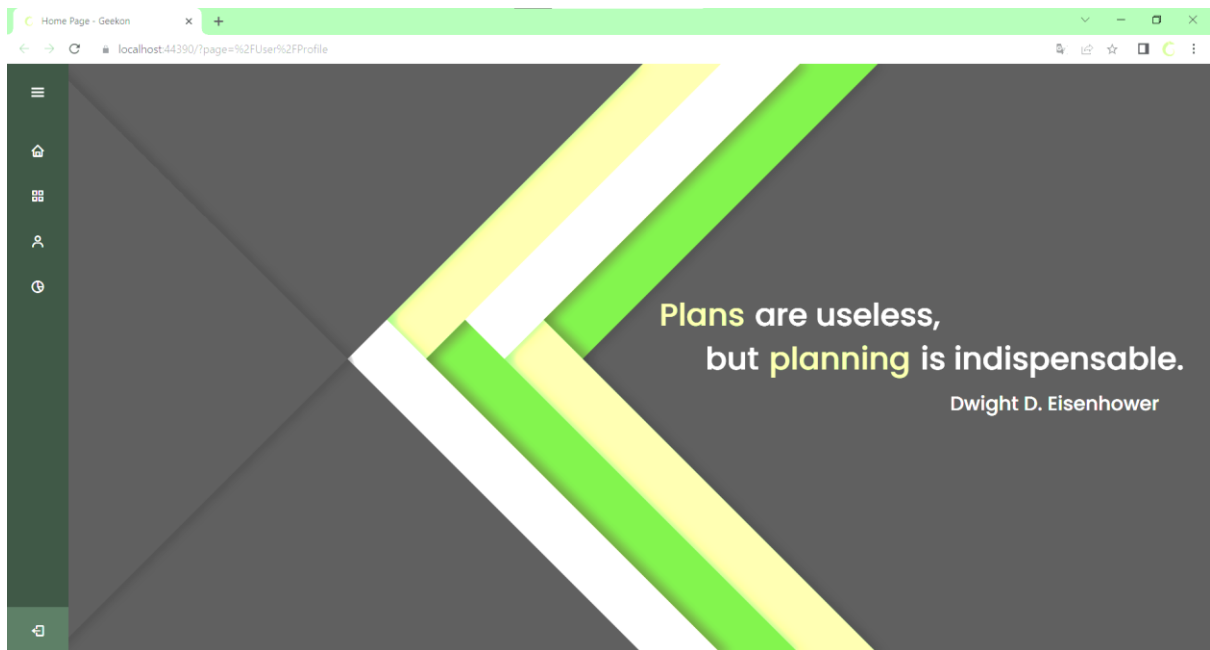 Home Page - Geekon
localhost:44390/?page=%2FUser%2FProfile
Plans are useless,
but planning is indispensable.
Dwight D. Eisenhower